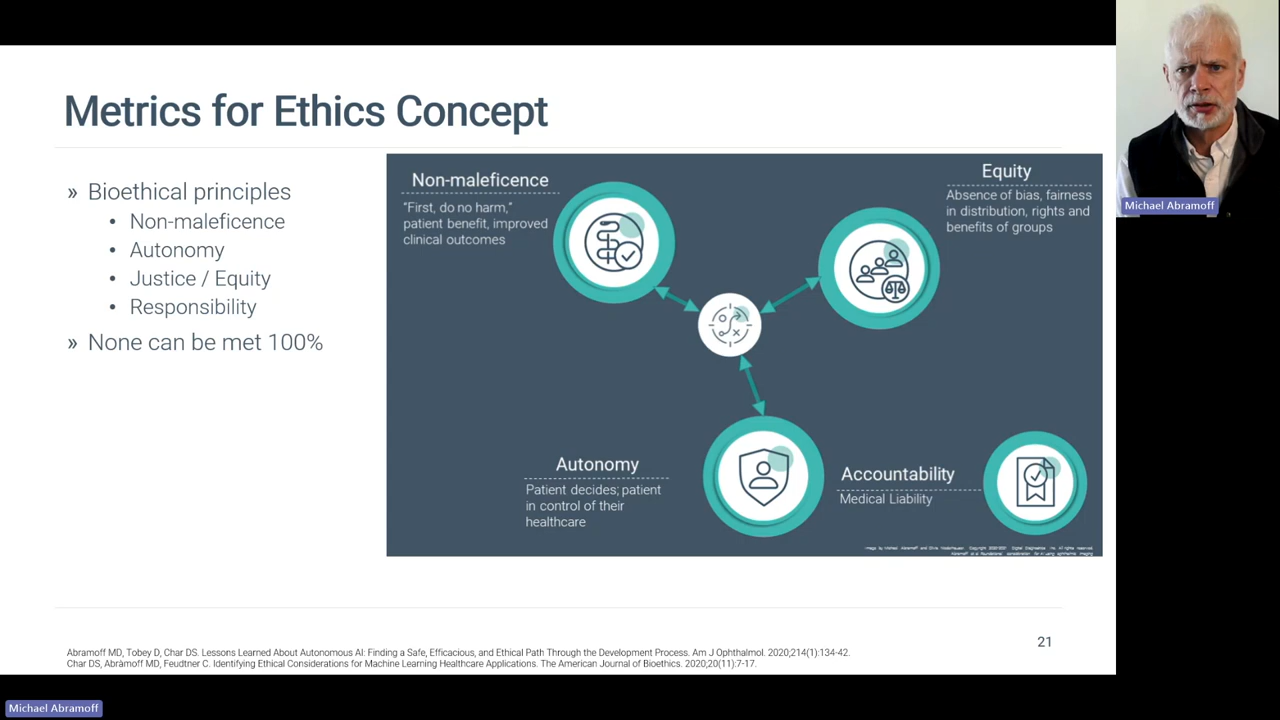 Metrics for Ethics Concept
» Bioethical principles
• Non-maleficence
• Autonomy
• Justice / Equity
• Responsibility
» None can be met 100%
Non-maleficence
“First, do no harm,”
patient benefit, improved
clinical outcomes
Equity
Absence of bias, fairness
in distribution, rights and
benefits of groups
Autonomy
Patient decides; patient
in control of their
healthcare
Accountability
Medical Liability
21
Abramoff MD, Tobey D, Char DS. Lessons Learned About Autonomous AI: Finding a Safe, Efficacious, and Ethical Path Through the Development Process. Am J Ophthalmol. 2020;214(1):134-42.
Char DS, Abràmoff MD, Feudtner C. Identifying Ethical Considerations for Machine Learning Healthcare Applications. The American Journal of Bioethics. 2020;20(11):7-17.
Michael Abramoff
Michael Abramoff